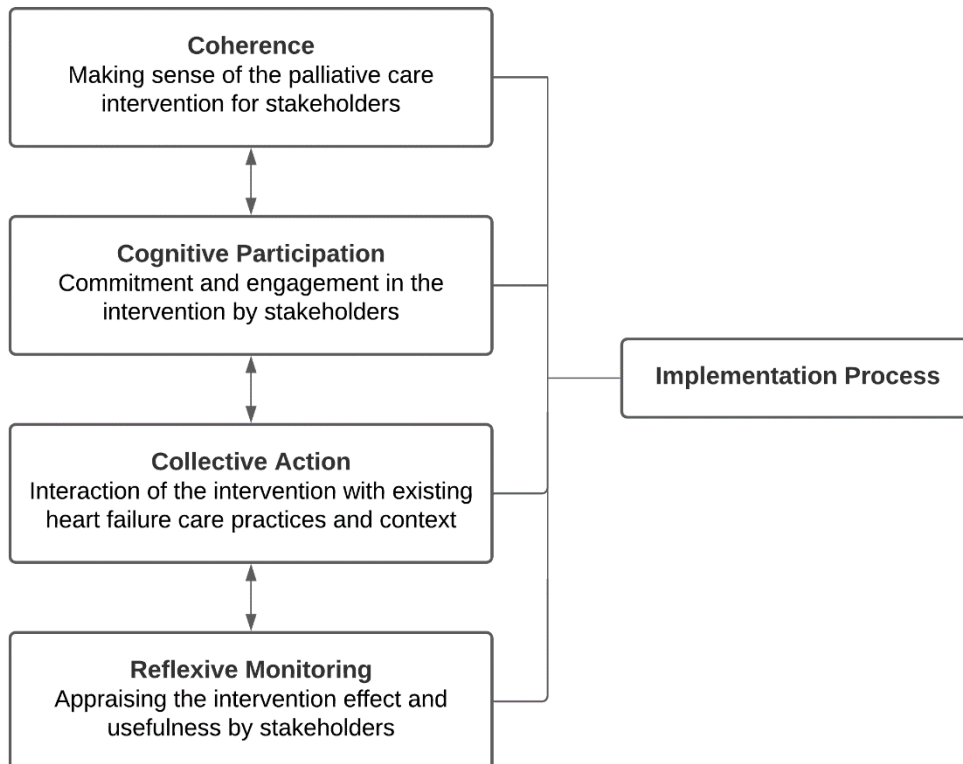 Coherence
Making sense of the palliative care
intervention for stakeholders
Cognitive Participation
Commitment and engagement in the
intervention by stakeholders
Implementation Process
Collective Action
Interaction of the intervention with existing
heart failure care practices and context
Reflexive Monitoring
Appraising the intervention effect and
usefulness by stakeholders